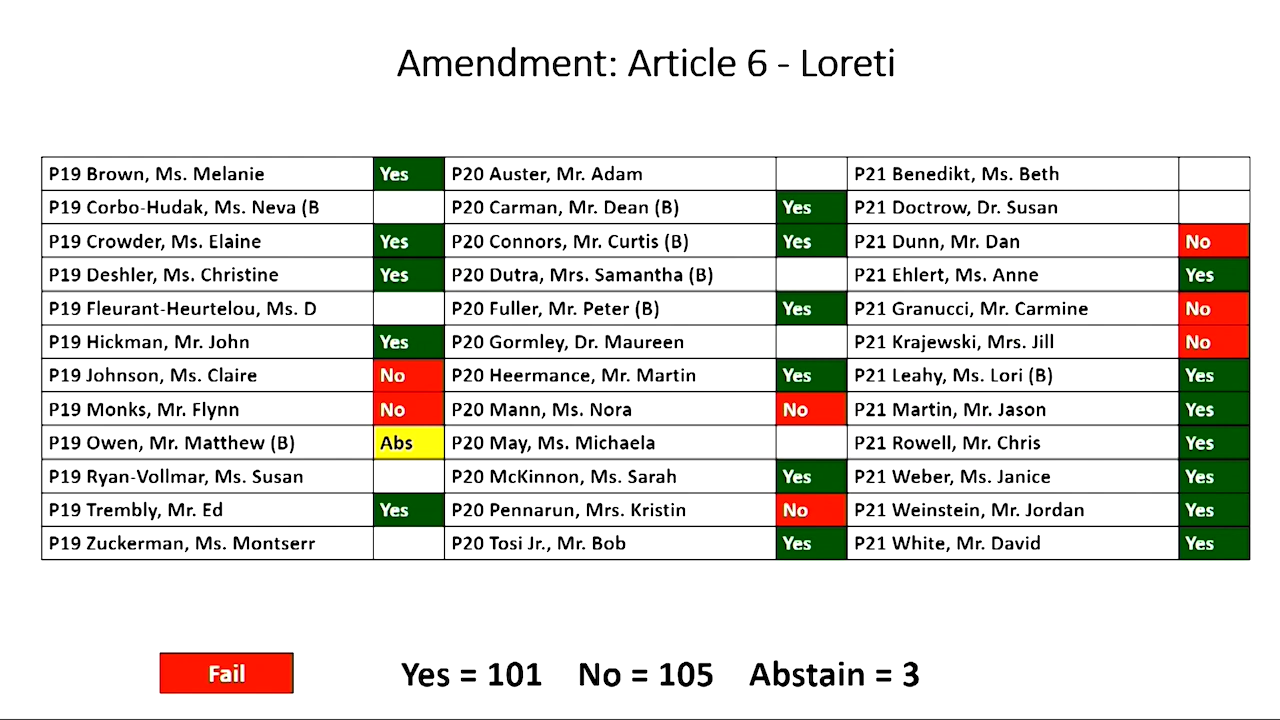 Amendment: Article 6 - Loreti
P19 Brown, Ms. Melanie Yes P20 Auster, Mr. Adam P21 Benedikt, Ms. Beth
P19 Corbo-Hudak, Ms. Neva (B P20 Carman, Mr. Dean (B) Yes P21 Doctrow, Dr. Susan
P19 Crowder, Ms. Elaine Yes P20 Connors, Mr. Curtis (B) Yes P21 Dunn, Mr. Dan No
P19 Deshler, Ms. Christine Yes P20 Dutra, Mrs. Samantha (B) P21 Ehlert, Ms. Anne Yes
P19 Fleurant-Heurtelou, Ms. D P20 Fuller, Mr. Peter (B) Yes P21 Granucci, Mr. Carmine No
P19 Hickman, Mr. John Yes P20 Gormley, Dr. Maureen P21 Krajewski, Mrs. Jill No
P19 Johnson, Ms. Claire No P20 Heermance, Mr. Martin Yes P21 Leahy, Ms. Lori (B) Yes
P19 Monks, Mr. Flynn No P20 Mann, Ms. Nora No P21 Martin, Mr. Jason Yes
P19 Owen, Mr. Matthew (B) Abs P20 May, Ms. Michaela P21 Rowell, Mr. Chris Yes
P19 Ryan-Vollmar, Ms. Susan P20 McKinnon, Ms. Sarah Yes P21 Weber, Ms. Janice Yes
P19 Trembly, Mr. Ed Yes P20 Pennarun, Mrs. Kristin No P21 Weinstein, Mr. Jordan Yes
P19 Zuckerman, Ms. Montserr P20 Tosi Jr., Mr. Bob Yes P21 White, Mr. David Yes
Fail Yes = 101 No = 105 Abstain = 3